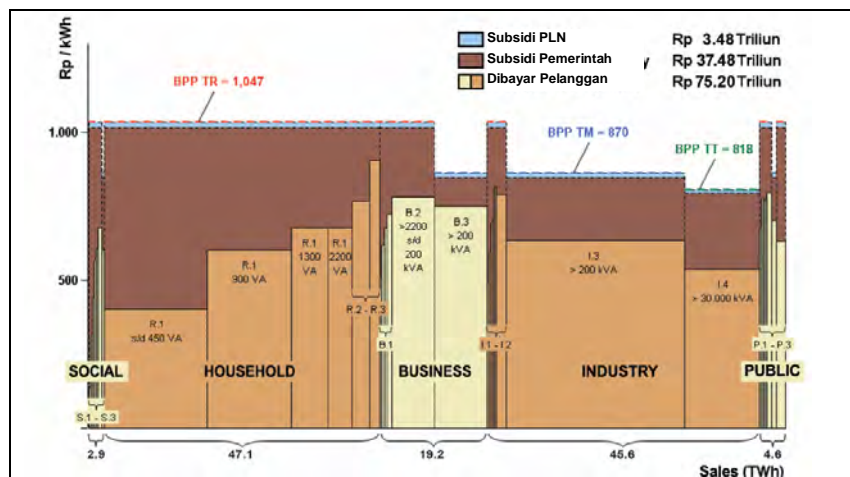 Rp / kWh
Subsidi PLN
Rp 3.48 Triliun
Subsidi Pemerintah
y
Rp 37.48 Triliun
Dibayar Pelanggan
Rp 75.20 Triliun
BPP TR = 1,047
BPP TM = 870
BPP TT = 818
1.000
500
R.1
s/d 450 VA
R.1
900 VA
R.1
1300
VA
R.1
2200
VA
R.2 - R.3
B.1
B.2
>2200
s/d
200
kVA
B.3
> 200
kVA
I.1 - I.2
I.3
> 200 kVA
I.4
> 30.000 kVA
P.1 - P.3
SOCIAL
HOUSEHOLD
BUSINESS
INDUSTRY
PUBLIC
S.1 - S.3
2.9
47.1
19.2
45.6
4.6
Sales (TWh)